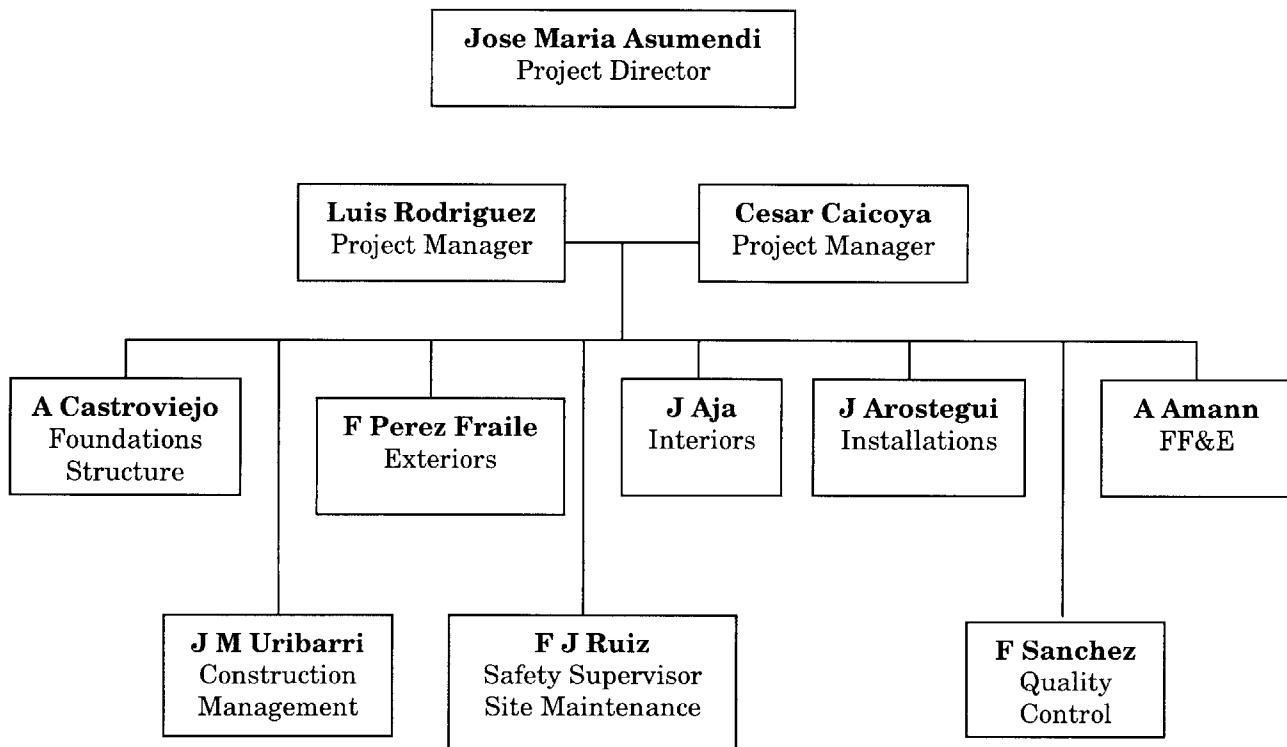 Jose Maria Asumendi
Project Director
Luis Rodriguez
Project Manager
Cesar Caicoya
Project Manager
A Castroviejo
Foundations
Structure
F Perez Fraile
Exteriors
J Aja
Interiors
J Arostegui
Installations
A Amann
FF&E
J M Uribarri
Construction
Management
F J Ruiz
Safety Supervisor
Site Maintenance
F Sanchez
Quality
Control